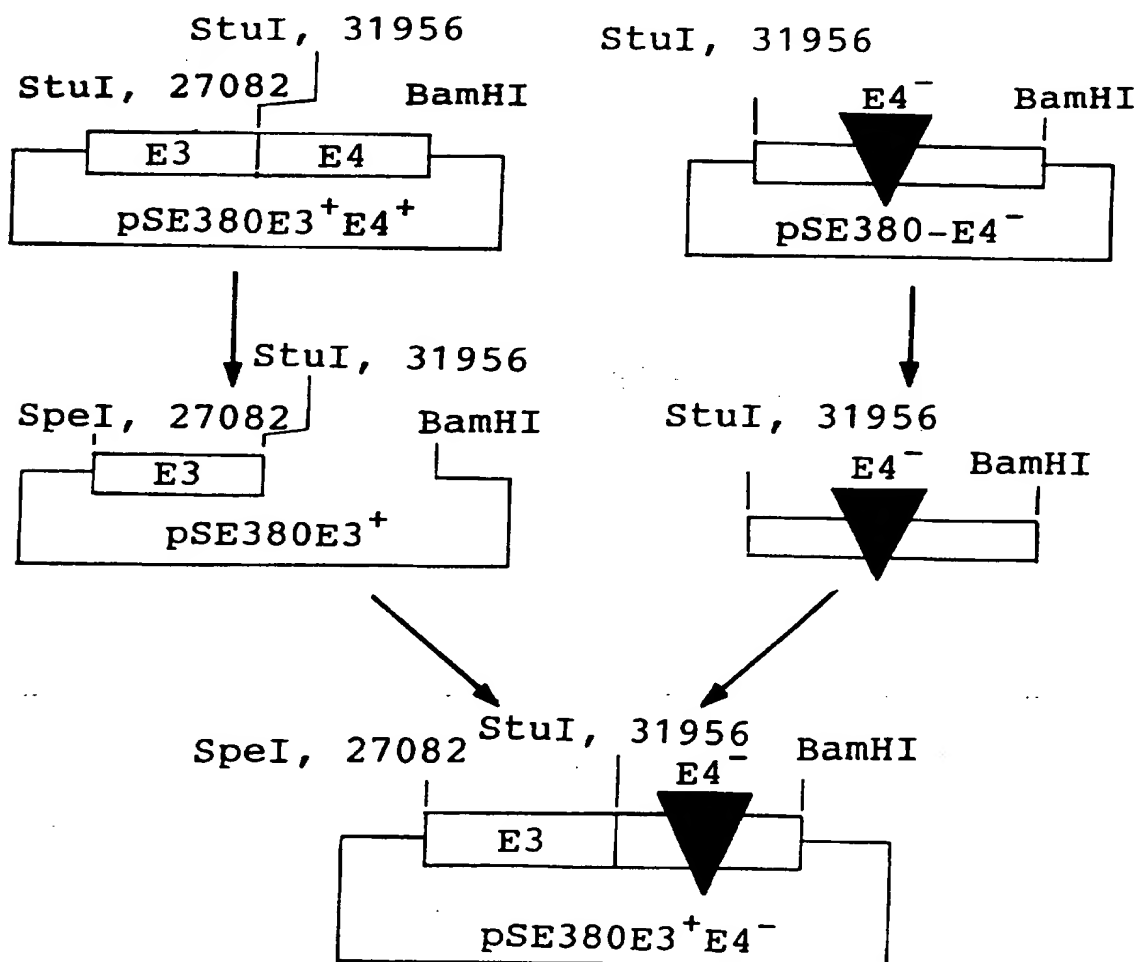 StuI, 31956
StuI, 27082
BamHI
E3
E4
pSE380E3⁺E4⁺
StuI, 31956
E4⁻
BamHI
pSE380-E4⁻
StuI, 31956
SpeI, 27082
BamHI
E3
pSE380E3⁺
StuI, 31956
E4⁻
BamHI
StuI, 31956
SpeI, 27082
E4⁻
BamHI
E3
pSE380E3⁺E4⁻